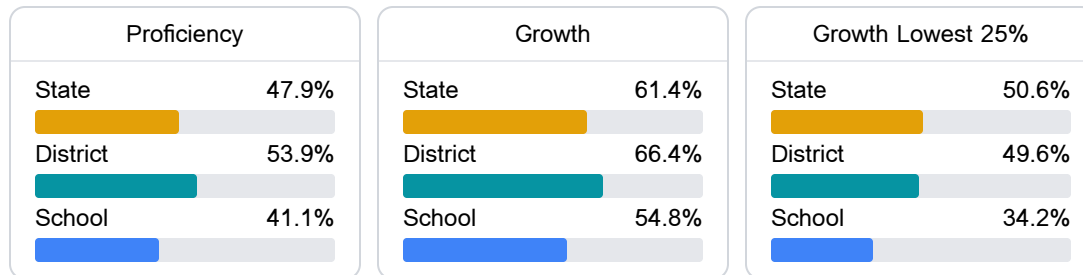 Proficiency
State 47.9%
District 53.9%
School 41.1%
Growth
State 61.4%
District 66.4%
School 54.8%
Growth Lowest 25%
State 50.6%
District 49.6%
School 34.2%